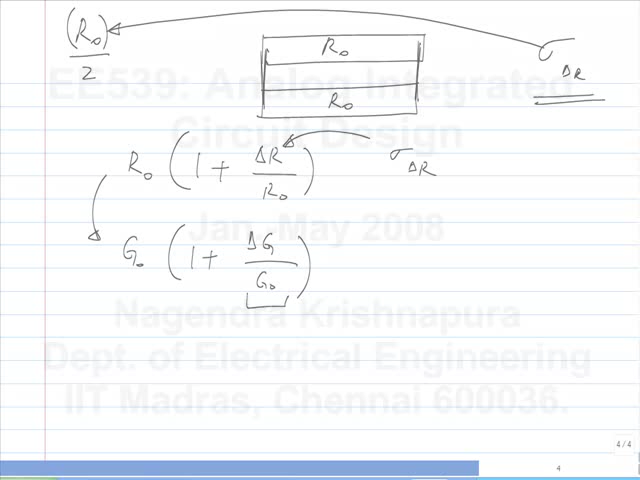 (R₀)/2
R₀
R₀
σ_ΔR
R₀ (1 + ΔR/R₀) σ_ΔR
G₀ (1 + ΔG/G₀)
EE539: Analog Integrated
Circuit Design
Jan-May 2008
Nagendra Krishnapura
Dept. of Electrical Engineering
IIT Madras, Chennai 600036.
4/4
4